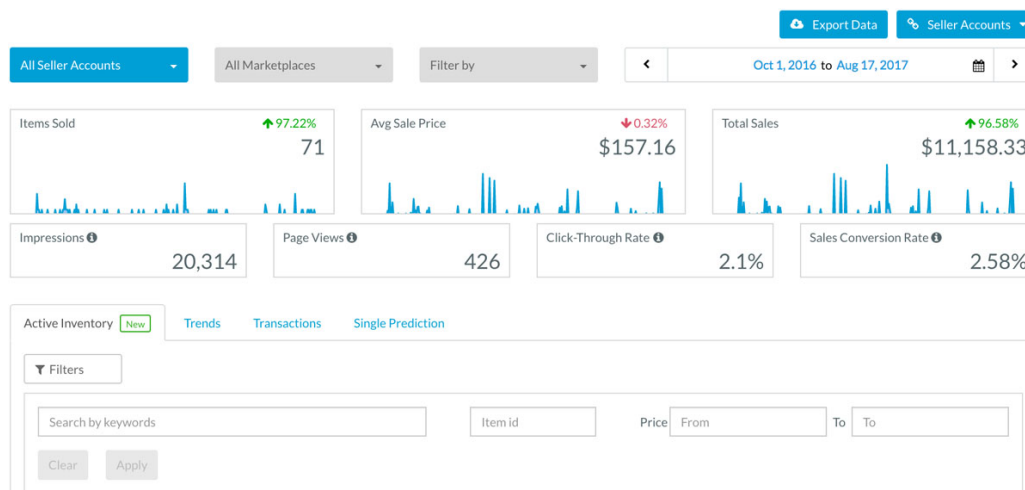 Export Data Seller Accounts
All Seller Accounts All Marketplaces Filter by Oct 1, 2016 to Aug 17, 2017
Items Sold 97.22% Avg Sale Price 0.32% Total Sales 96.58%
71 $157.16 $11,158.33
Impressions Page Views Click-Through Rate Sales Conversion Rate
20,314 426 2.1% 2.58%
Active Inventory New Trends Transactions Single Prediction
Filters
Search by keywords Item id Price From To To
Clear Apply